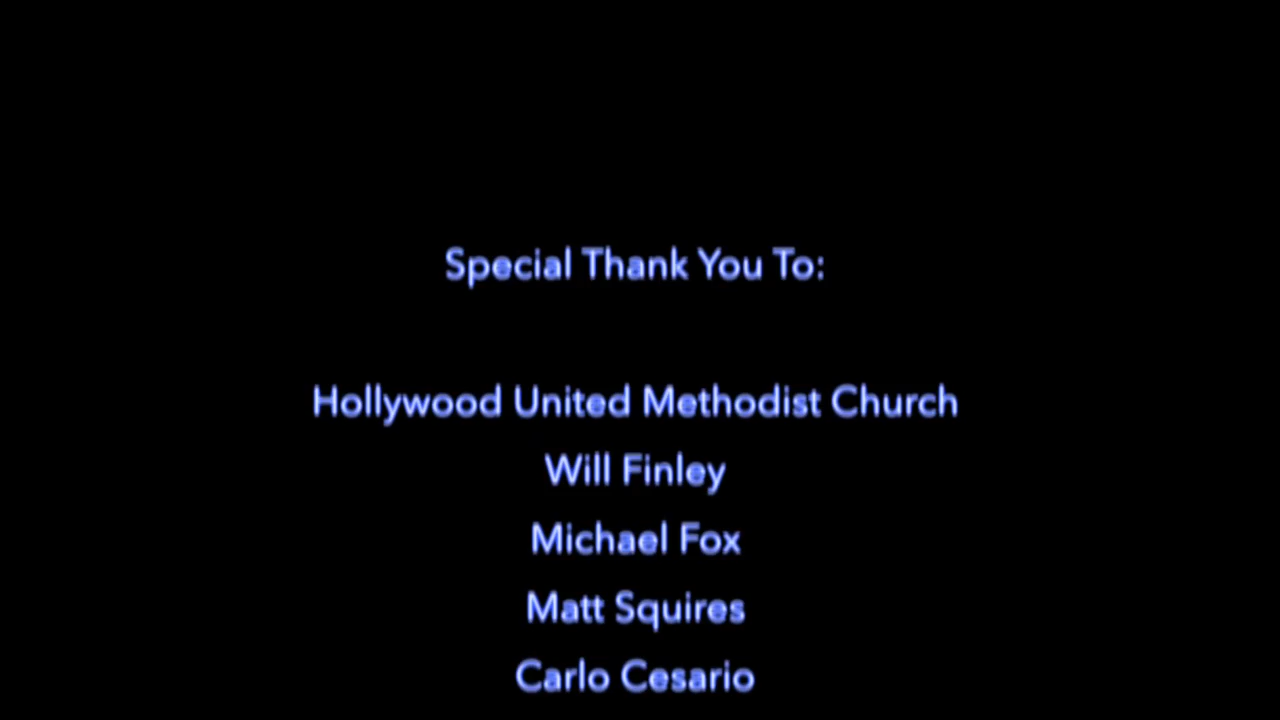 Special Thank You To:
Hollywood United Methodist Church
Will Finley
Michael Fox
Matt Squires
Carlo Cesario